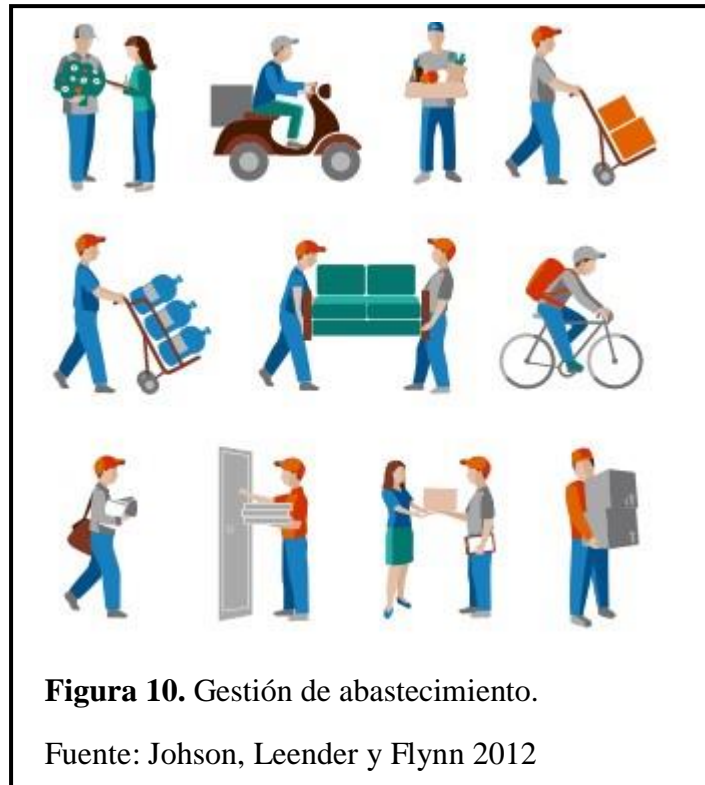 Figura 10. Gestión de abastecimiento.
Fuente: Johson, Leender y Flynn 2012